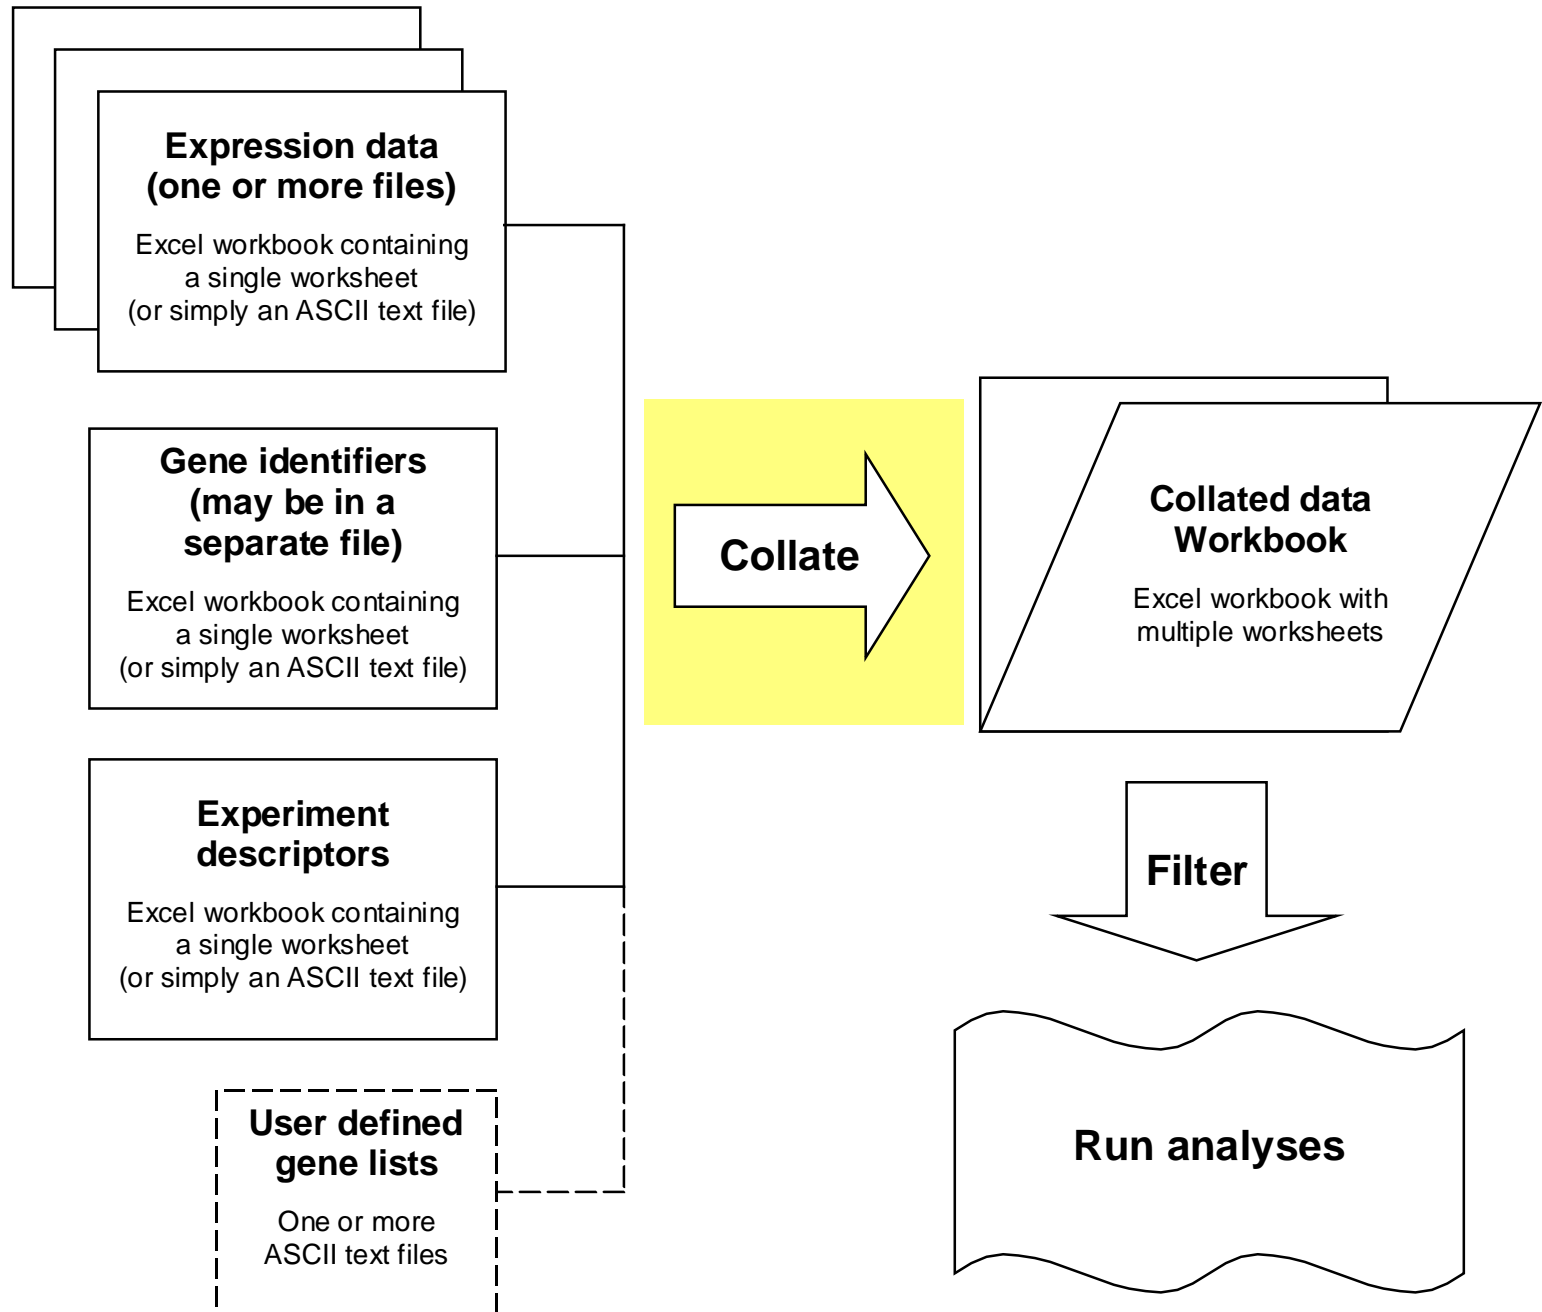 Expression data
(one or more files)
Excel workbook containing
a single worksheet
(or simply an ASCII text file)
Gene identifiers
(may be in a
separate file)
Excel workbook containing
a single worksheet
(or simply an ASCII text file)
Experiment
descriptors
Excel workbook containing
a single worksheet
(or simply an ASCII text file)
User defined
gene lists
One or more
ASCII text files
Collate
Collated data
Workbook
Excel workbook with
multiple worksheets
Filter
Run analyses